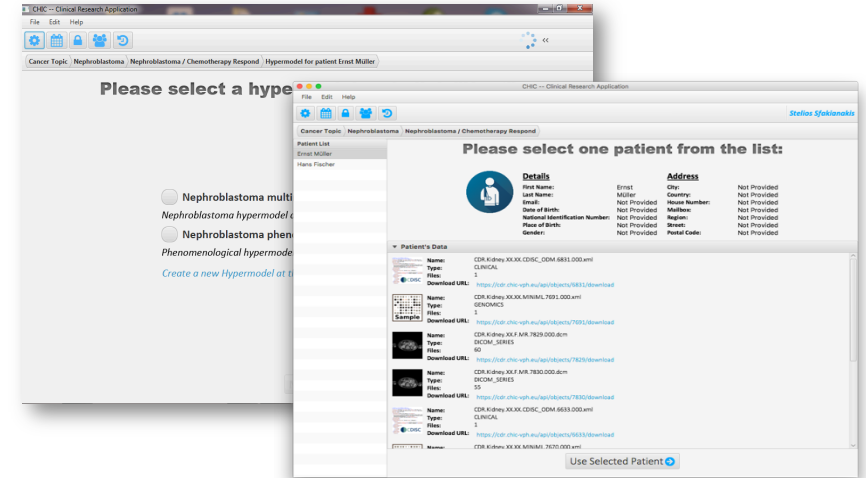 CHIC -- Clinical Research Application
File Edit Help
«
Cancer Topic Nephroblastoma Nephroblastoma / Chemotherapy Respond Hypermodel for patient Ernst Müller
Please select a hype
Nephroblastoma multi
Nephroblastoma hypermodel
Nephroblastoma phen
Phenomenological hypermode
Create a new Hypermodel at t
CHIC -- Clinical Research Application
File Edit Help
Stelios Sfakianakis
Cancer Topic Nephroblastoma Nephroblastoma / Chemotherapy Respond
Patient List
Ernst Müller
Hans Fischer
Please select one patient from the list:
Details Address
First Name: Ernst City: Not Provided
Last Name: Müller Country: Not Provided
Email: Not Provided House Number: Not Provided
Date of Birth: Not Provided Mailbox: Not Provided
National Identification Number: Not Provided Region: Not Provided
Place of Birth: Not Provided Street: Not Provided
Gender: Not Provided Postal Code: Not Provided
Patient's Data
Name: CDR.Kidney.XX.XX.CDISC_ODM.6831.000.xml
Type: CLINICAL
Files: 1
CDISC
Download URL: https://cdr.chic-vph.eu/api/objects/6831/download
Name: CDR.Kidney.XX.XX.MINIML.7691.000.xml
Type: GENOMICS
Files: 1
Sample
Download URL: https://cdr.chic-vph.eu/api/objects/7691/download
Name: CDR.Kidney.XX.F.MR.7829.000.dcm
Type: DICOM_SERIES
Files: 60
Download URL: https://cdr.chic-vph.eu/api/objects/7829/download
Name: CDR.Kidney.XX.F.MR.7830.000.dcm
Type: DICOM_SERIES
Files: 55
Download URL: https://cdr.chic-vph.eu/api/objects/7830/download
Name: CDR.Kidney.XX.XX.CDISC_ODM.6633.000.xml
Type: CLINICAL
Files: 1
CDISC
Download URL: https://cdr.chic-vph.eu/api/objects/6633/download
Name: CDR.Kidney.XX.XX.MINIML.7670.000.xml
Use Selected Patient